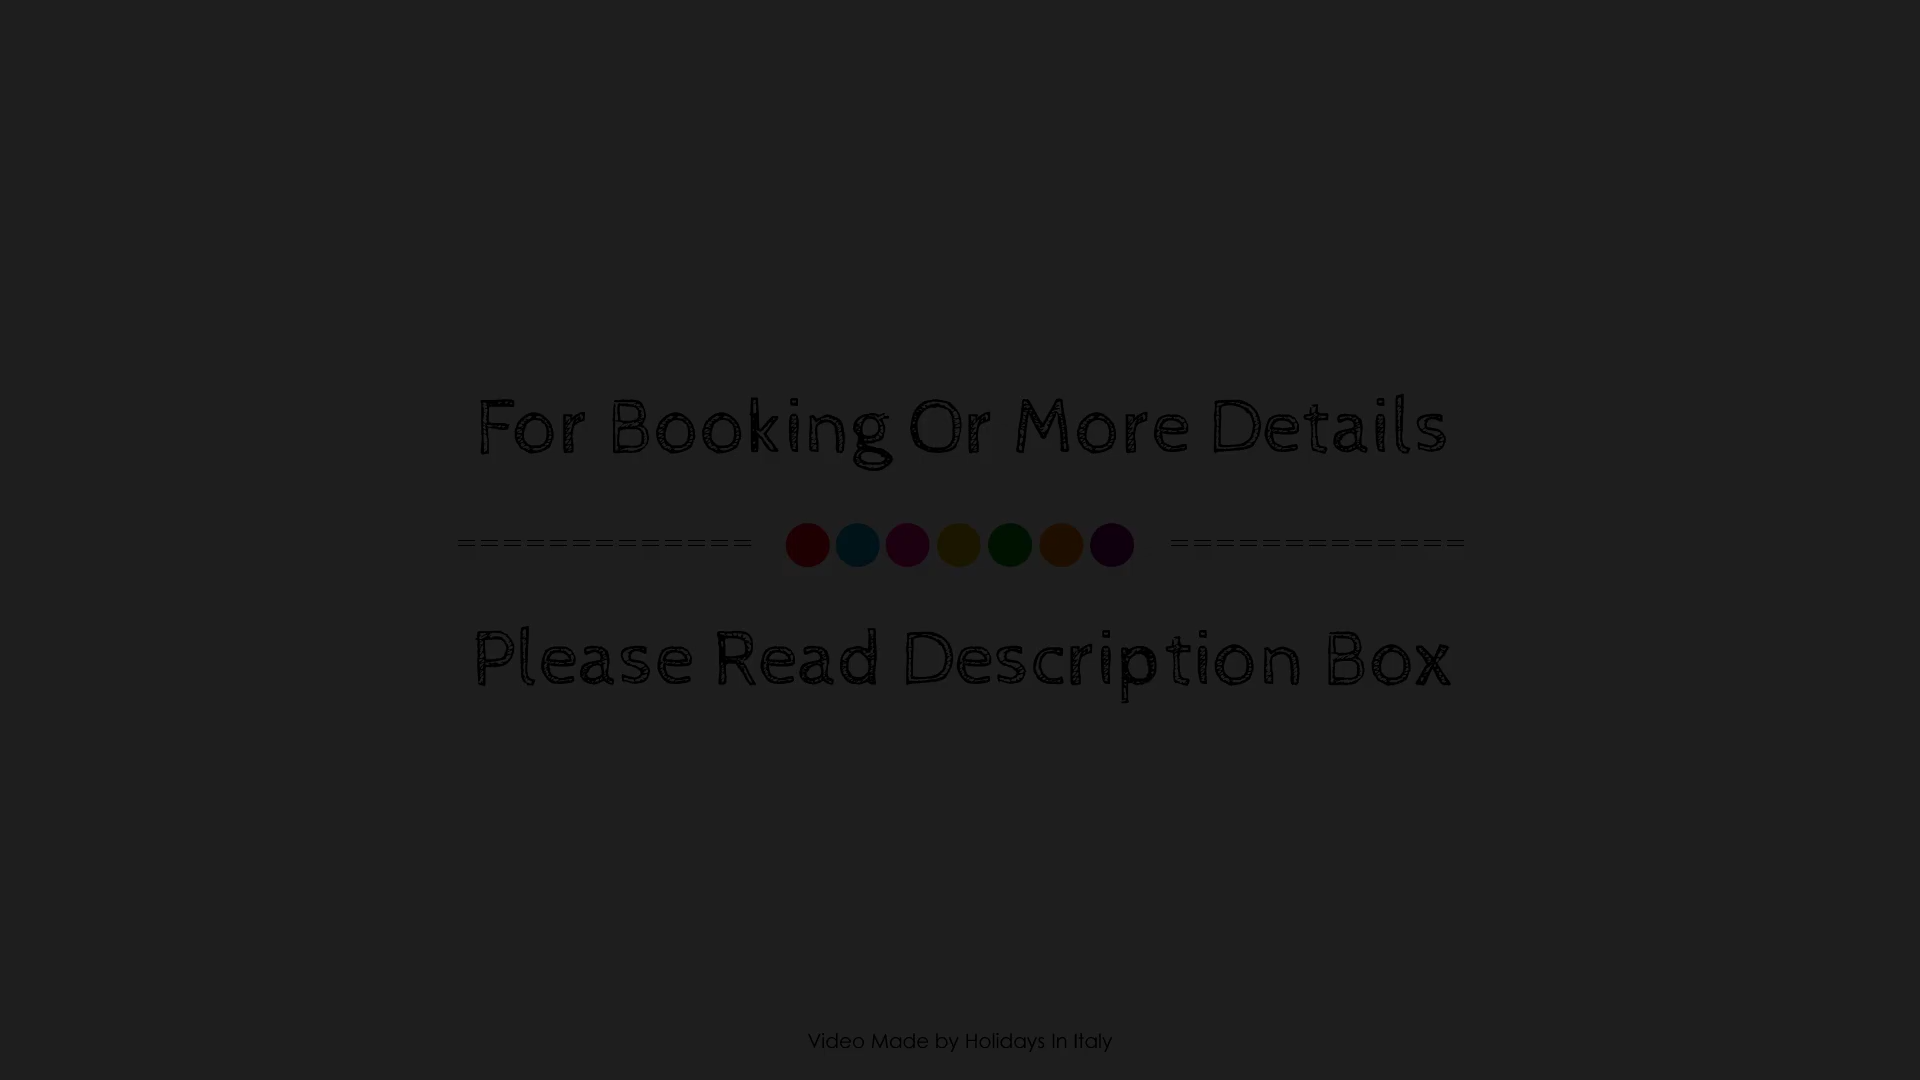 For Booking Or More Details
============= =============
Please Read Description Box
Video Made by Holidays In Italy